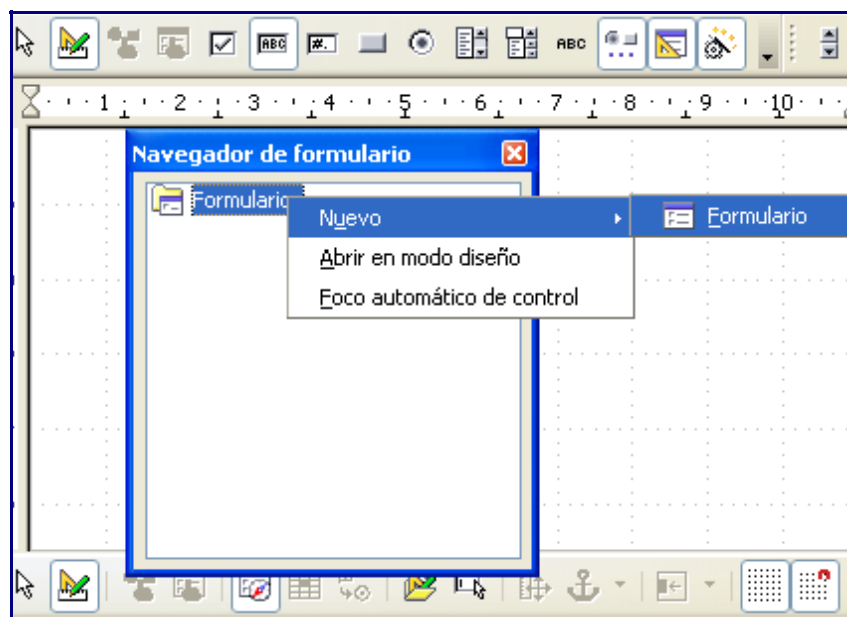 ABC
#.
ABC
1 2 3 4 5 6 7 8 9 10
Navegador de formulario
Formulario
Nuevo
Formulario
Abrir en modo diseño
Foco automático de control